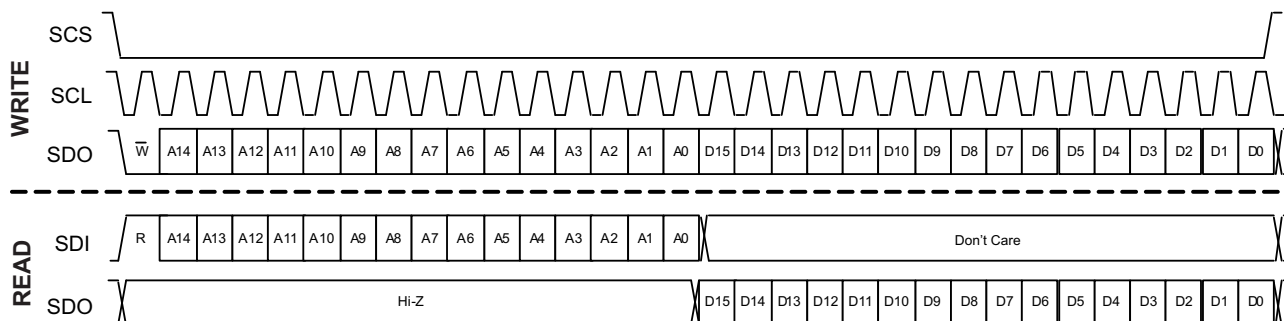 WRITE
SCS
SCL
SDO W̅ A14 A13 A12 A11 A10 A9 A8 A7 A6 A5 A4 A3 A2 A1 A0 D15 D14 D13 D12 D11 D10 D9 D8 D7 D6 D5 D4 D3 D2 D1 D0
READ
SDI R A14 A13 A12 A11 A10 A9 A8 A7 A6 A5 A4 A3 A2 A1 A0 Don't Care
SDO Hi-Z D15 D14 D13 D12 D11 D10 D9 D8 D7 D6 D5 D4 D3 D2 D1 D0